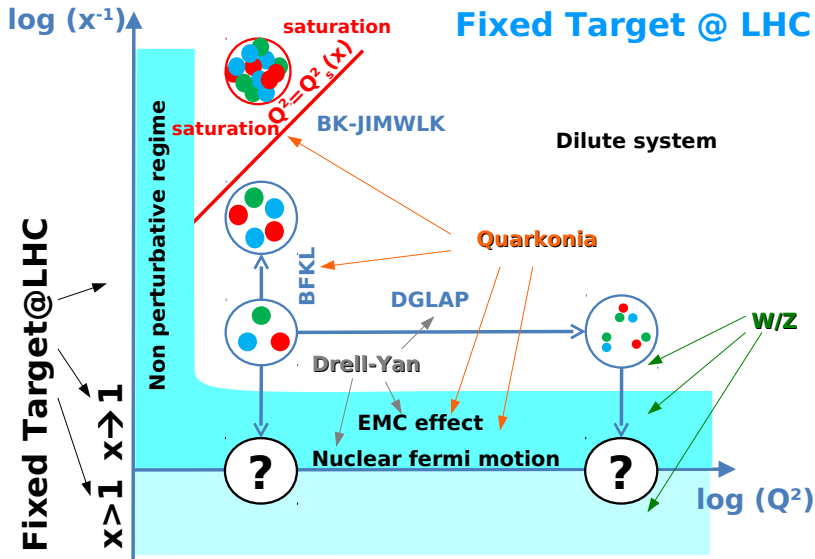 log (x⁻¹)
Fixed Target @ LHC
saturation
Q²=Q²ₛ(x)
saturation
BK-JIMWLK
Dilute system
Non perturbative regime
Quarkonia
Fixed Target@LHC
BFKL
DGLAP
W/Z
Drell-Yan
x→1
EMC effect
Nuclear fermi motion
?
?
x>1
log (Q²)